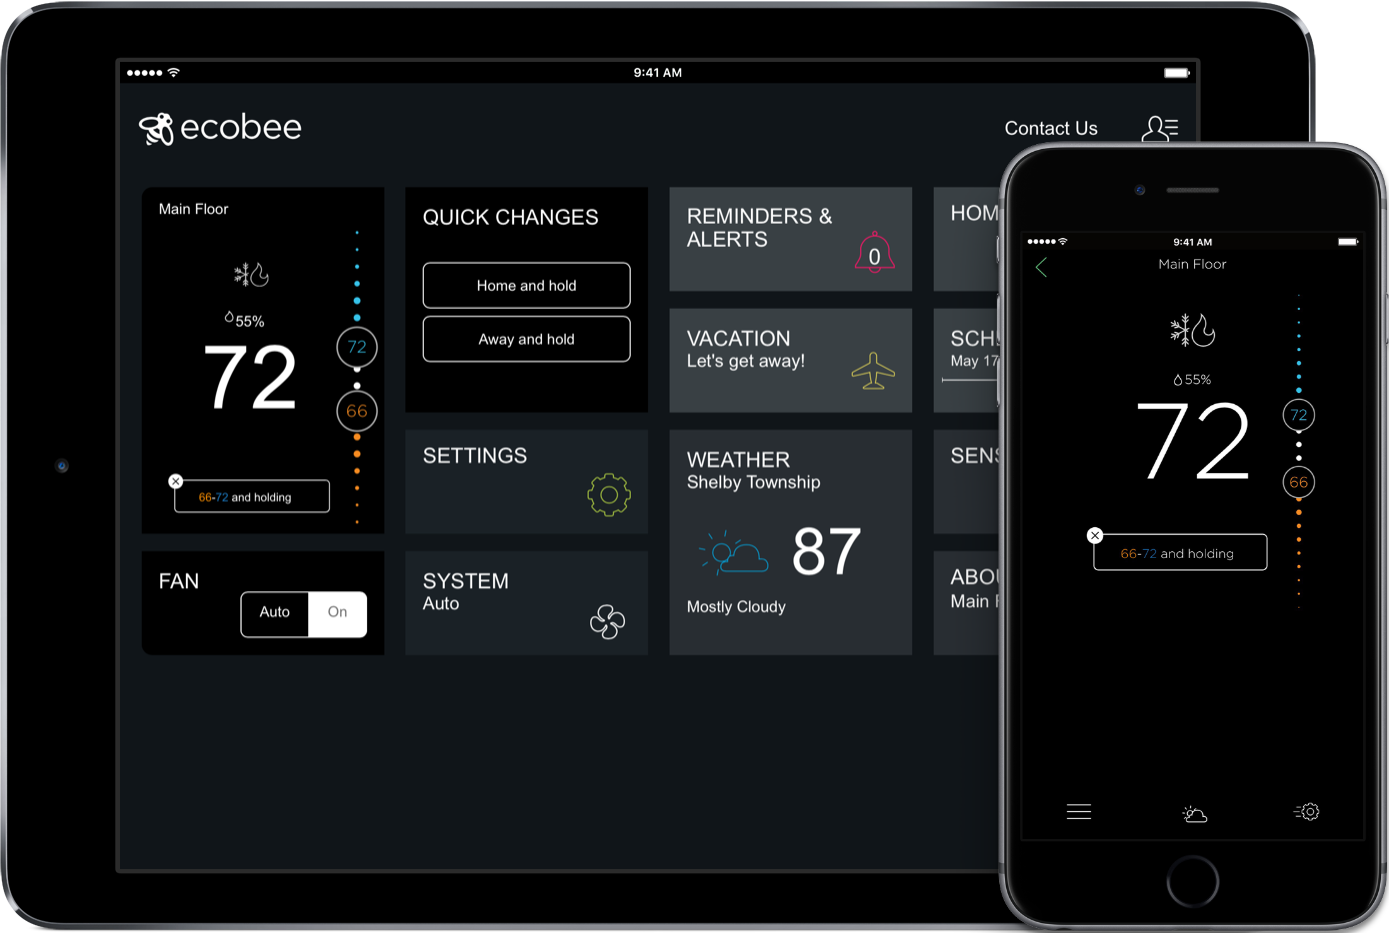 9:41 AM
ecobee
Contact Us
Main Floor
55%
72
72
66
66-72 and holding
FAN
Auto
On
QUICK CHANGES
Home and hold
Away and hold
SETTINGS
SYSTEM
Auto
REMINDERS &
ALERTS
0
VACATION
Let's get away!
WEATHER
Shelby Township
87
Mostly Cloudy
HOM
SCH
May 17
SENS
ABOU
Main F
9:41 AM
Main Floor
55%
72
72
66
66-72 and holding